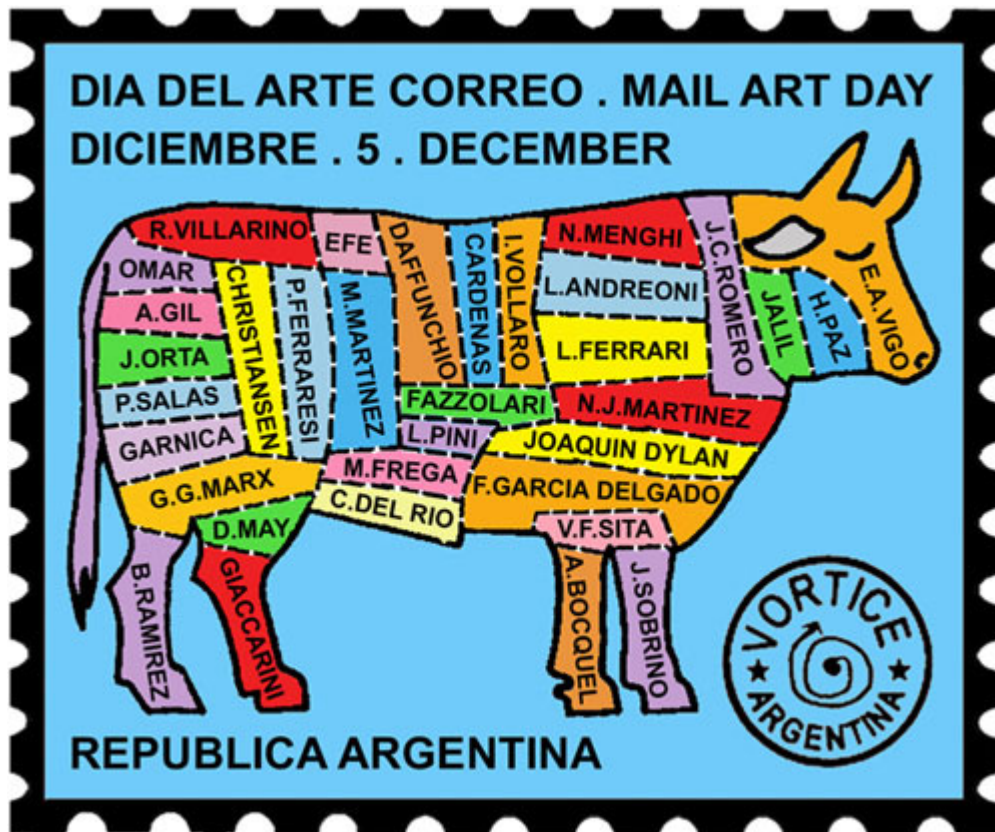 DIA DEL ARTE CORREO . MAIL ART DAY
DICIEMBRE . 5 . DECEMBER
R.VILLARINO
EFE
DAFFUNCHIO
CARDENAS
I.VOLLARO
N.MENGHI
J.C.ROMERO
E.A.VIGO
OMAR
CHRISTIANSEN
P.FERRARESI
M.MARTINEZ
L.ANDREONI
JALIL
H.PAZ
A.GIL
J.ORTA
L.FERRARI
P.SALAS
FAZZOLARI
N.J.MARTINEZ
GARNICA
L.PINI
JOAQUIN DYLAN
G.G.MARX
M.FREGA
F.GARCIA DELGADO
C.DEL RIO
D.MAY
V.F.SITA
B.RAMIREZ
GIACCARINI
A.BOCQUEL
J.SOBRINO
VORTICE
ARGENTINA
REPUBLICA ARGENTINA